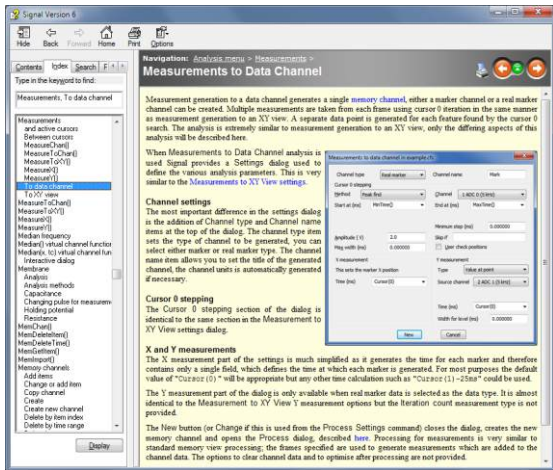 Signal Version 6
Hide Back Forward Home Print Options
Contents Index Search F
Type in the keyword to find:
Measurements, To data channel
Measurements
and active cursors
Between cursors
MeasureChan()
MeasureToChan()
MeasureToXY()
MeasureX()
MeasureY()
To data channel
To XY view
MeasureToChan()
MeasureToXY()
MeasureX()
MeasureY()
Median frequency
Median() virtual channel function
Median(x, tc) virtual channel fun
Interactive dialog
Membrane
Analysis
Analysis methods
Capacitance
Changing pulse for measureme
Holding potential
Resistance
MemChan()
MemDeleteItem()
MemDeleteTime()
MemGetItem()
MemImport()
Memory channels
Add items
Change or add item
Copy channel
Create
Create new channel
Delete by item index
Delete by time range
Display
Navigation: Analysis menu > Measurements >
Measurements to Data Channel
Measurement generation to a data channel generates a single memory channel, either a marker channel or a real marker
channel can be created. Multiple measurements are taken from each frame using cursor 0 iteration in the same manner
as measurement generation to an XY view. A separate data point is generated for each feature found by the cursor 0
search. The analysis is extremely similar to measurement generation to an XY view, only the differing aspects of this
analysis will be described here.
When Measurements to Data Channel analysis is
used Signal provides a Settings dialog used to
define the various analysis parameters. This is very
similar to the Measurements to XY View settings.
Channel settings
The most important difference in the settings dialog
is the addition of Channel type and Channel name
items at the top of the dialog. The channel type item
sets the type of channel to be generated, you can
select either marker or real marker type. The channel
name item allows you to set the title of the generated
channel, the channel units is automatically generated
if necessary.
Cursor 0 stepping
The Cursor 0 stepping section of the dialog is
identical to the same section in the Measurement to
XY View settings dialog.
Measurements to data channel in example.cfs
Channel type Real marker Channel name Mark
Cursor 0 stepping
Method Peak find Channel 1 ADC 0 (5 kHz)
Start at (ms) MinTime() End at (ms) MaxTime()
Minimum step (ms) 0.000000
Amplitude (V) 2.0 Skip if
Max width (ms) 0.000000 User check positions
X measurement Y measurement
This sets the marker X position Type Value at point
Time (ms) Cursor(0) Source channel 2 ADC 1 (5 kHz)
Time (ms) Cursor(0)
Width for level (ms) 0.000000
New Cancel
X and Y measurements
The X measurement part of the settings is much simplified as it generates the time for each marker and therefore
contains only a single field, which defines the time at which each marker is generated. For most purposes the default
value of "Cursor(0)" will be appropriate but any other time calculation such as "Cursor(1)-25ms" could be used.
The Y measurement part of the dialog is only available when real marker data is selected as the data type. It is almost
identical to the Measurement to XY View Y measurement options but the Iteration count measurement type is not
provided.
The New button (or Change if this is used from the Process Settings command) closes the dialog, creates the new
memory channel and opens the Process dialog, described here. Processing for measurements is very similar to
standard memory view processing; the frames specified are used to generate measurements which are added to the
channel data. The options to clear channel data and to optimise after processing are not provided.